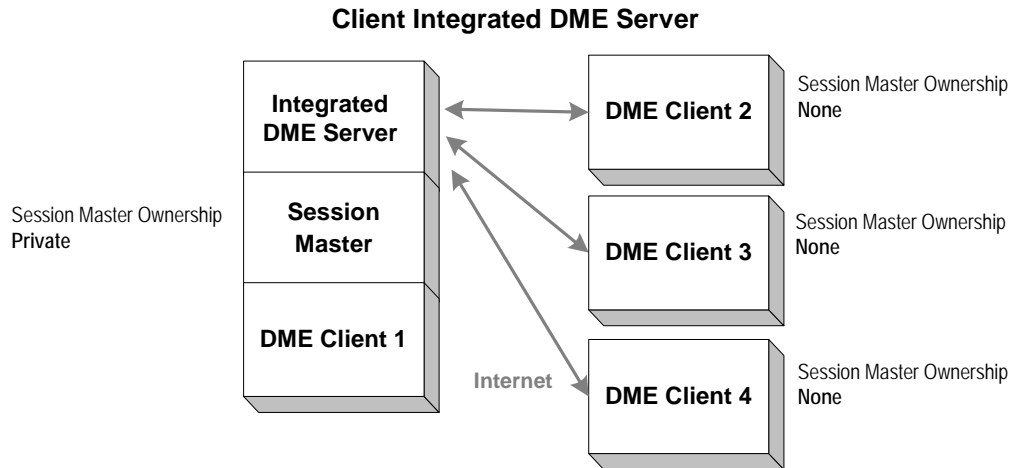 Client Integrated DME Server
Integrated
DME Server
Session
Master
DME Client 1
Session Master Ownership
Private
DME Client 2
Session Master Ownership
None
DME Client 3
Session Master Ownership
None
DME Client 4
Session Master Ownership
None
Internet